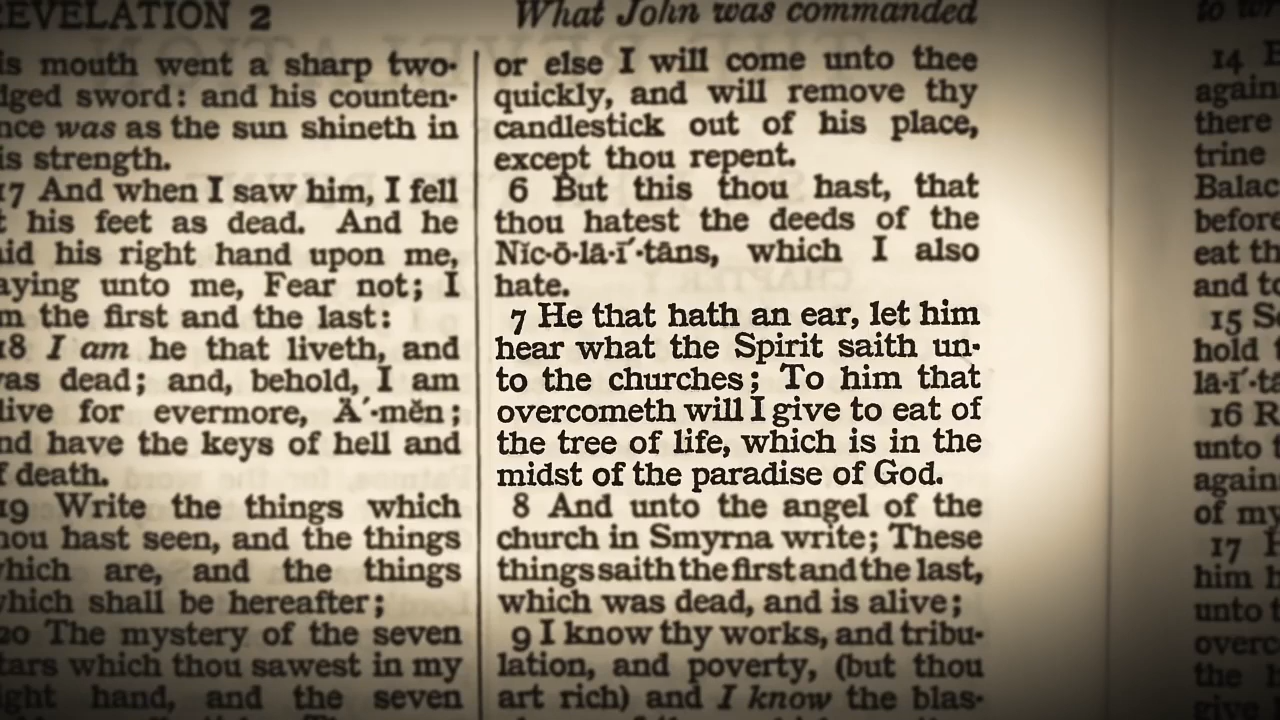 REVELATION 2
What John was commanded
is mouth went a sharp two-
dged sword: and his counten-
nce was as the sun shineth in
is strength.
17 And when I saw him, I fell
t his feet as dead. And he
aid his right hand upon me,
aying unto me, Fear not; I
m the first and the last:
18 I am he that liveth, and
vas dead; and, behold, I am
live for evermore, Ā´-mĕn;
nd have the keys of hell and
f death.
19 Write the things which
hou hast seen, and the things
which are, and the things
which shall be hereafter;
20 The mystery of the seven
tars which thou sawest in my
ight hand, and the seven
or else I will come unto thee
quickly, and will remove thy
candlestick out of his place,
except thou repent.
6 But this thou hast, that
thou hatest the deeds of the
Nĭc-ō-lā-ī´-tāns, which I also
hate.
7 He that hath an ear, let him
hear what the Spirit saith un-
to the churches; To him that
overcometh will I give to eat of
the tree of life, which is in the
midst of the paradise of God.
8 And unto the angel of the
church in Smyrna write; These
things saith the first and the last,
which was dead, and is alive;
9 I know thy works, and tribu-
lation, and poverty, (but thou
art rich) and I know the blas-
to
14
again
there
trine
Balac
before
eat th
and to
15 So
hold
lā-ī´-tā
16 R
unto
again
of my
17
him h
unto
overc
the
give